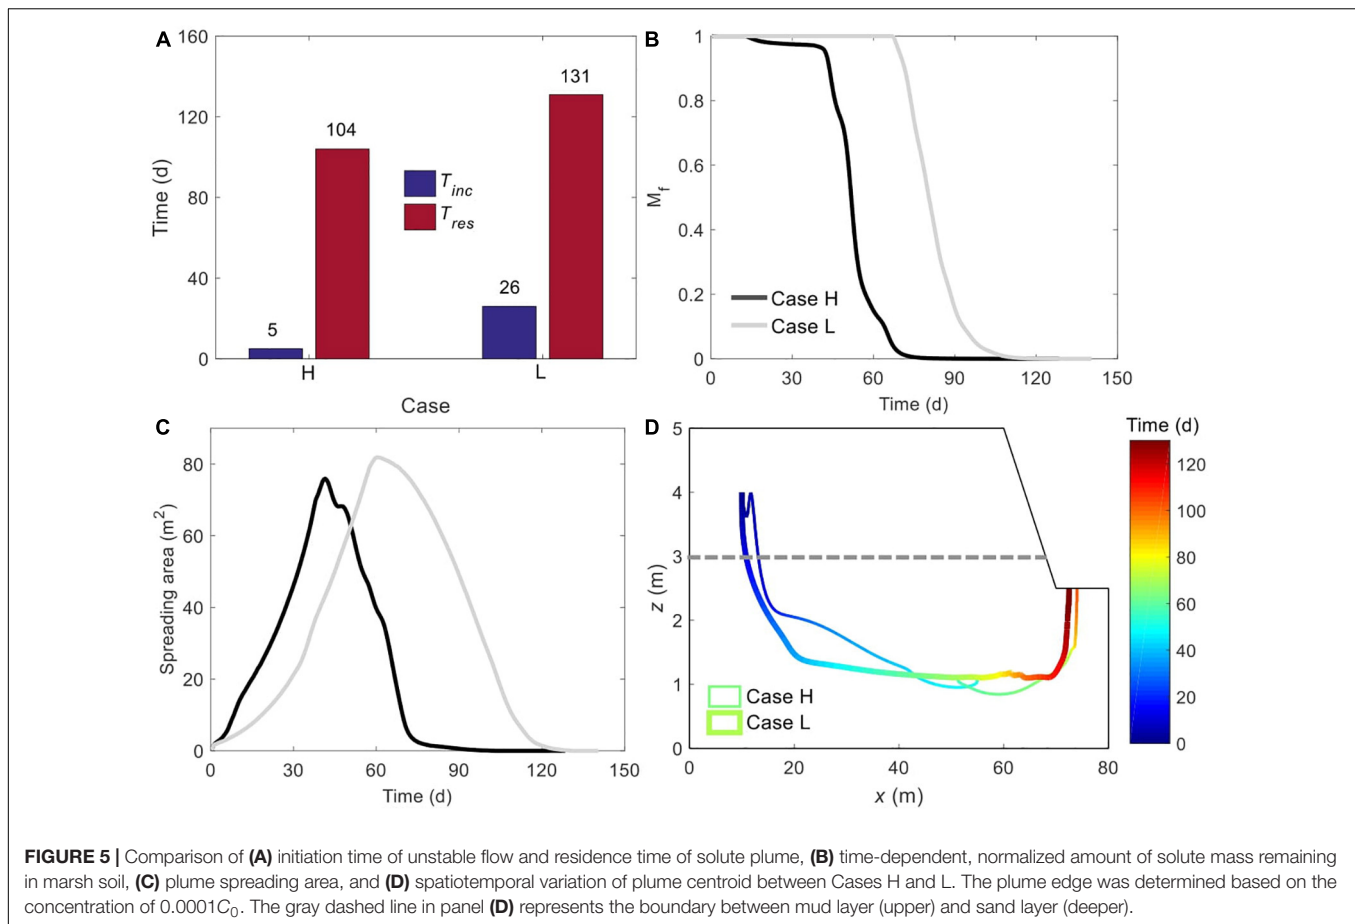 A
160
120
80
40
0
Time (d)
5
104
26
131
T_inc
T_res
H
L
Case
B
1
0.8
0.6
0.4
0.2
0
M_f
Case H
Case L
0 30 60 90 120 150
Time (d)
C
80
60
40
20
0
Spreading area (m²)
0 30 60 90 120 150
Time (d)
D
5
4
3
2
1
0
z (m)
Case H
Case L
0 20 40 60 80
x (m)
Time (d)
120
100
80
60
40
20
0
FIGURE 5 | Comparison of (A) initiation time of unstable flow and residence time of solute plume, (B) time-dependent, normalized amount of solute mass remaining
in marsh soil, (C) plume spreading area, and (D) spatiotemporal variation of plume centroid between Cases H and L. The plume edge was determined based on the
concentration of 0.0001C₀. The gray dashed line in panel (D) represents the boundary between mud layer (upper) and sand layer (deeper).